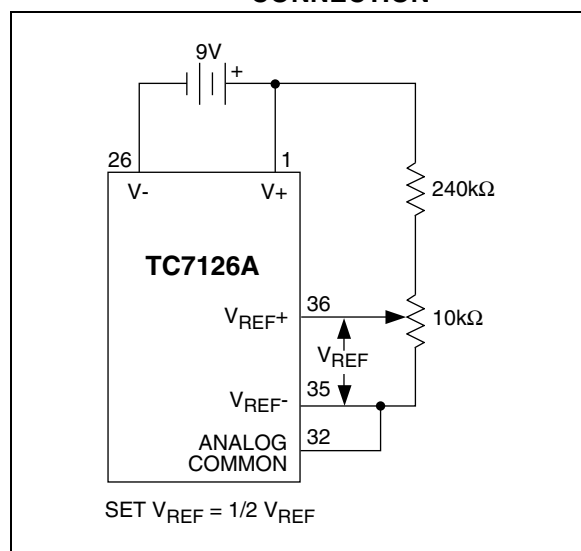 CONNECTION
9V
+
26
1
V-
V+
240kΩ
TC7126A
36
VREF+
10kΩ
VREF
35
VREF-
32
ANALOG
COMMON
SET VREF = 1/2 VREF